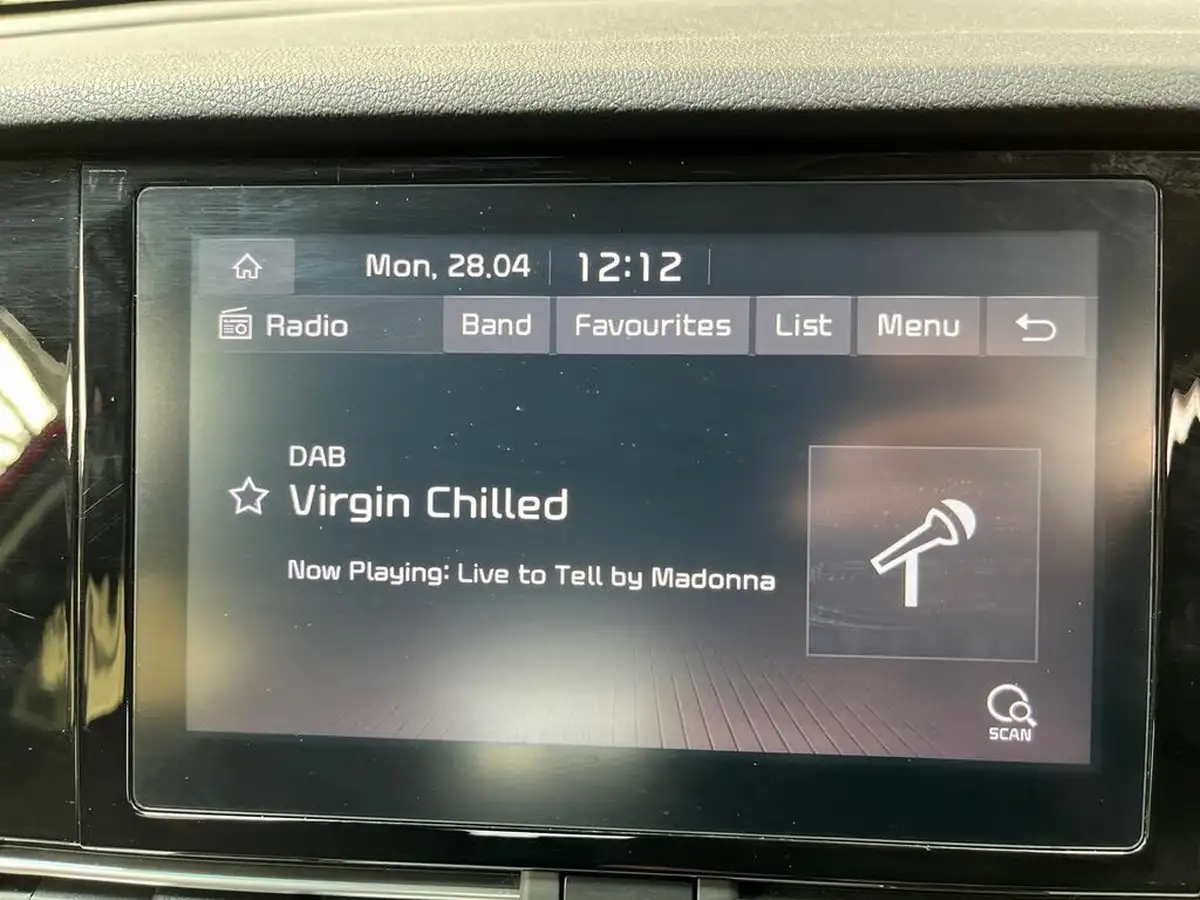 Mon, 28.04 12:12
Radio Band Favourites List Menu
DAB
Virgin Chilled
Now Playing: Live to Tell by Madonna
SCAN